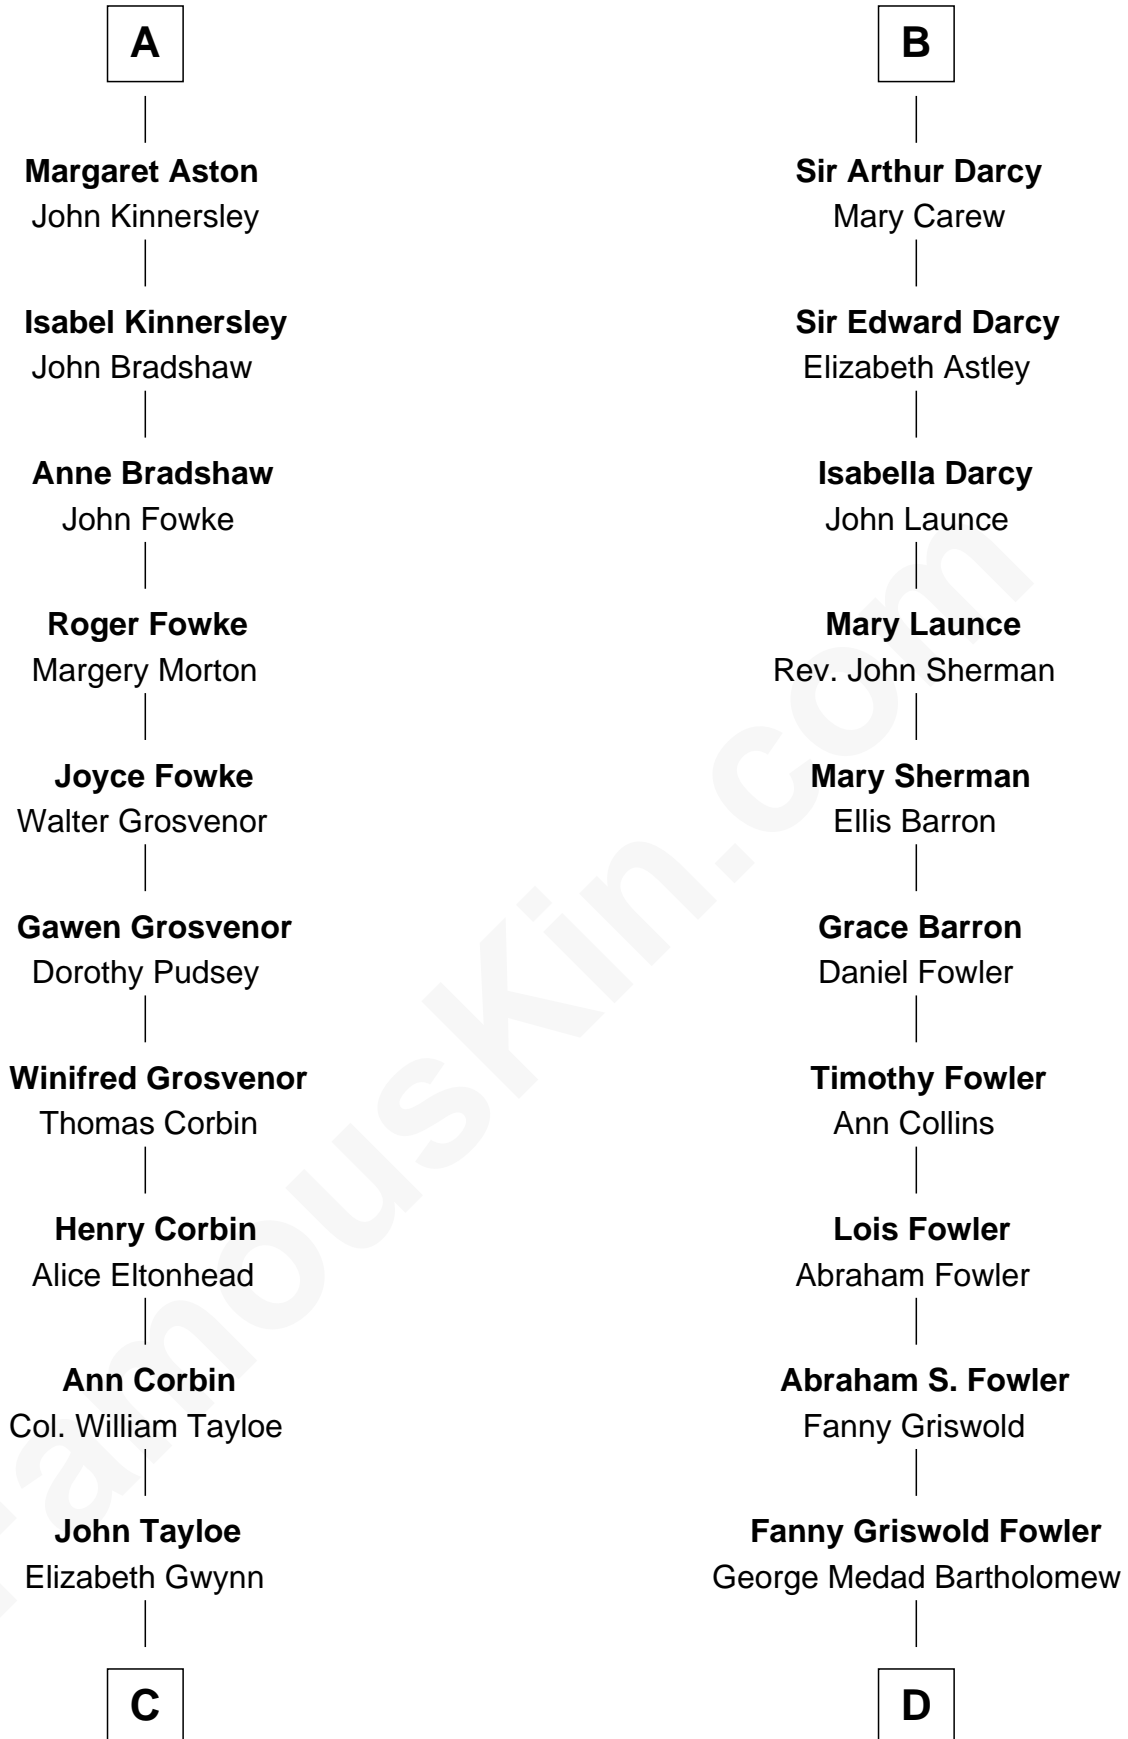 A
Margaret Aston
John Kinnersley
Isabel Kinnersley
John Bradshaw
Anne Bradshaw
John Fowke
Roger Fowke
Margery Morton
Joyce Fowke
Walter Grosvenor
Gawen Grosvenor
Dorothy Pudsey
Winifred Grosvenor
Thomas Corbin
Henry Corbin
Alice Eltonhead
Ann Corbin
Col. William Tayloe
John Tayloe
Elizabeth Gwynn
C
B
Sir Arthur Darcy
Mary Carew
Sir Edward Darcy
Elizabeth Astley
Isabella Darcy
John Launce
Mary Launce
Rev. John Sherman
Mary Sherman
Ellis Barron
Grace Barron
Daniel Fowler
Timothy Fowler
Ann Collins
Lois Fowler
Abraham Fowler
Abraham S. Fowler
Fanny Griswold
Fanny Griswold Fowler
George Medad Bartholomew
D
FamousKin.com